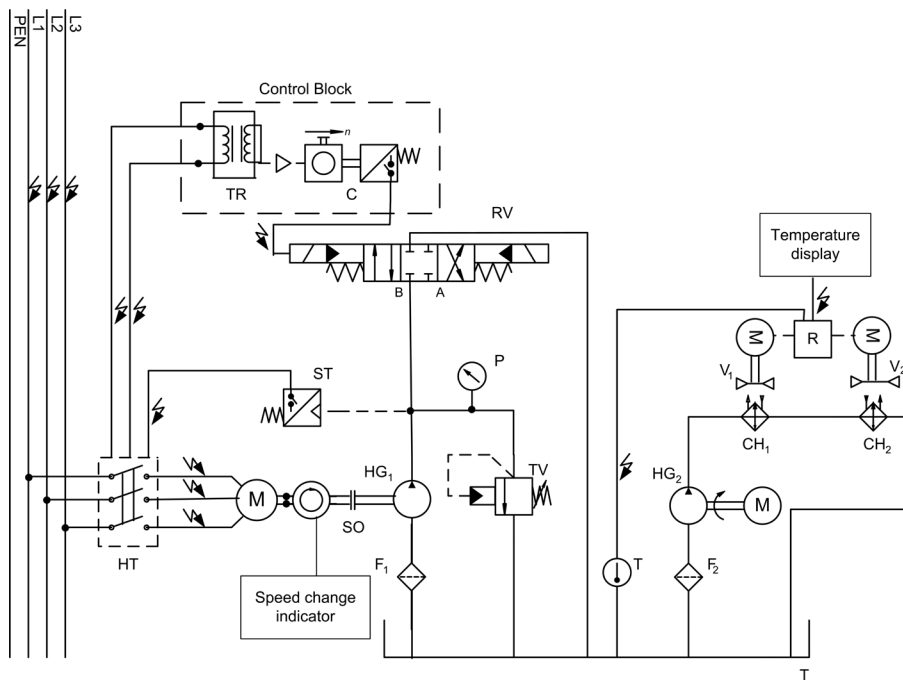 PEN
L1
L2
L3
Control Block
n
TR
C
RV
Temperature
display
B
A
M
R
M
V1
V2
P
ST
CH1
CH2
HG1
TV
HG2
M
M
SO
HT
F1
T
F2
Speed change
indicator
T